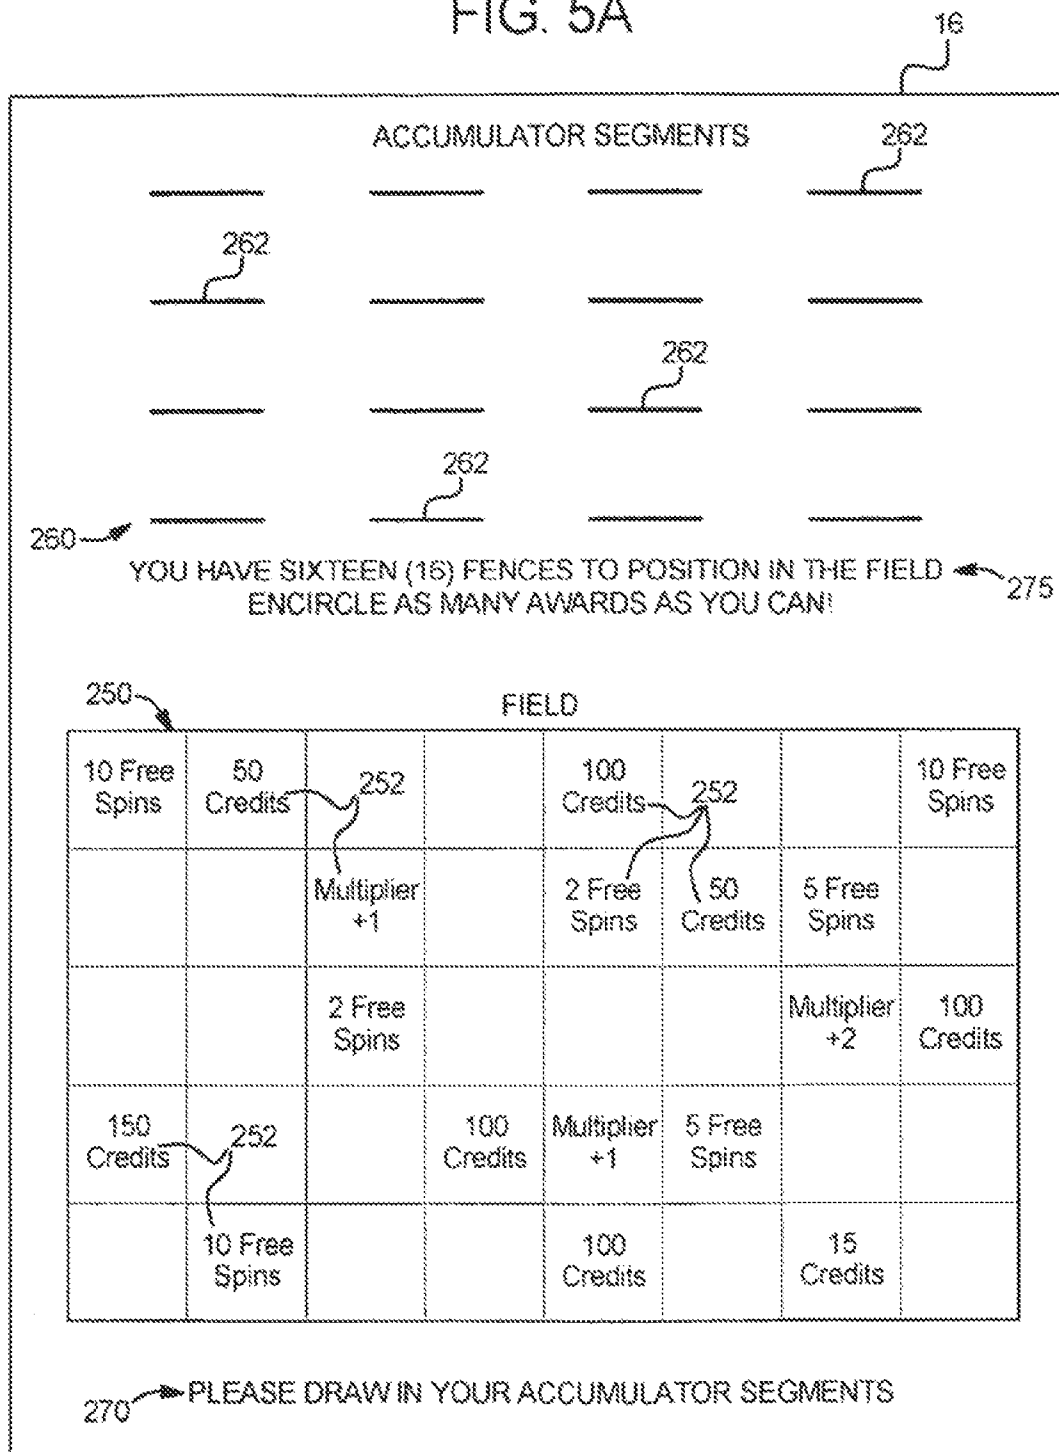 FIG. 5A
16
ACCUMULATOR SEGMENTS
262
262
262
262
260
YOU HAVE SIXTEEN (16) FENCES TO POSITION IN THE FIELD
275
ENCIRCLE AS MANY AWARDS AS YOU CAN!
250
FIELD
10 Free
Spins
50
Credits
252
100
Credits
252
10 Free
Spins
Multiplier
+1
2 Free
Spins
50
Credits
5 Free
Spins
2 Free
Spins
Multiplier
+2
100
Credits
150
Credits
252
100
Credits
Multiplier
+1
5 Free
Spins
10 Free
Spins
100
Credits
15
Credits
270
PLEASE DRAW IN YOUR ACCUMULATOR SEGMENTS